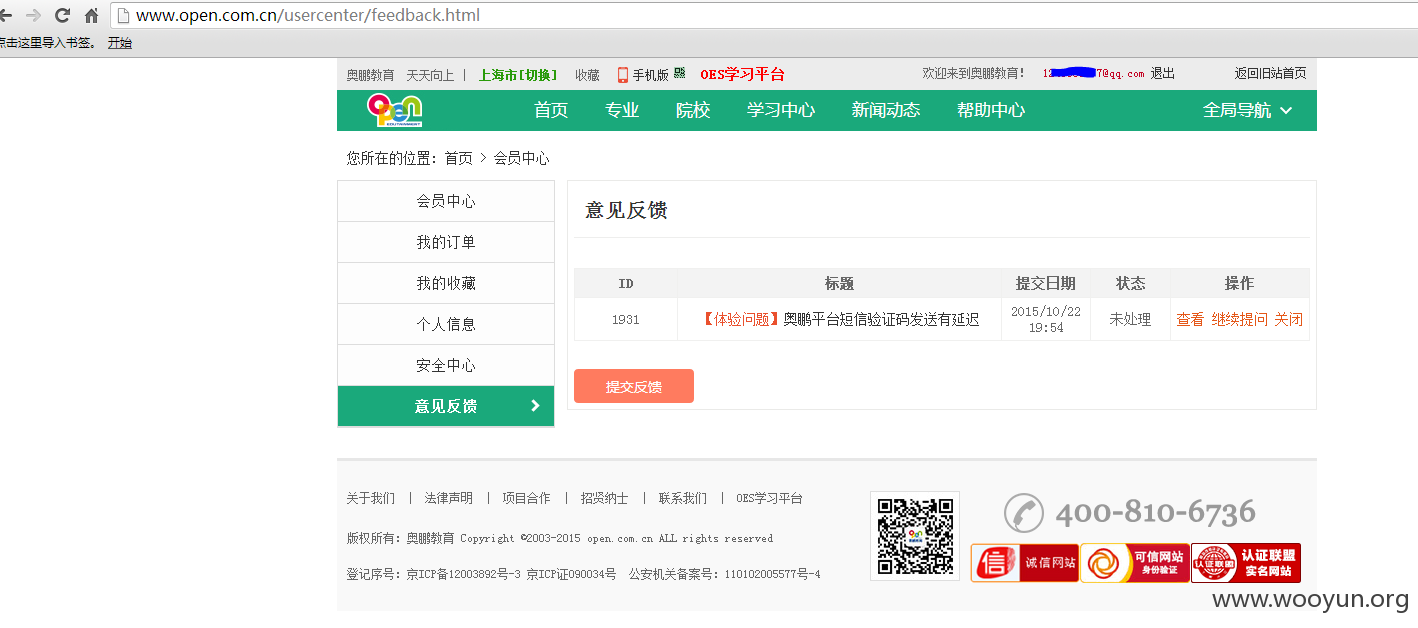 www.open.com.cn/usercenter/feedback.html
点击这里导入书签。 开始
奥鹏教育 天天向上 | 上海市[切换] 收藏 手机版 OES学习平台 欢迎来到奥鹏教育! 7@qq.com 退出 返回旧站首页
Open 首页 专业 院校 学习中心 新闻动态 帮助中心 全局导航
您所在的位置: 首页 > 会员中心
会员中心
我的订单
我的收藏
个人信息
安全中心
意见反馈
意见反馈
ID 标题 提交日期 状态 操作
1931 【体验问题】奥鹏平台短信验证码发送有延迟 2015/10/22 19:54 未处理 查看 继续提问 关闭
提交反馈
关于我们 | 法律声明 | 项目合作 | 招贤纳士 | 联系我们 | OES学习平台
版权所有: 奥鹏教育 Copyright ©2003-2015 open.com.cn ALL rights reserved
登记序号: 京ICP备12003892号-3 京ICP证090034号 公安机关备案号: 110102005577号-4
400-810-6736
信 诚信网站
可信网站
身份验证
认证联盟
认证联盟
实名网站
www.wooyun.org